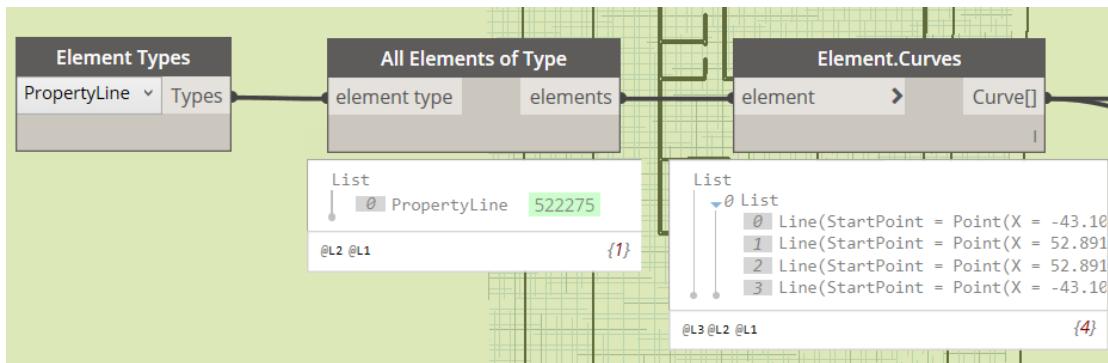 Element Types
PropertyLine Types
All Elements of Type
element type elements
Element.Curves
element > Curve[]
l
List
0 PropertyLine 522275
@L2 @L1 {1}
List
0 List
0 Line(StartPoint = Point(X = -43.10
1 Line(StartPoint = Point(X = 52.891
2 Line(StartPoint = Point(X = 52.891
3 Line(StartPoint = Point(X = -43.10
@L3 @L2 @L1 {4}